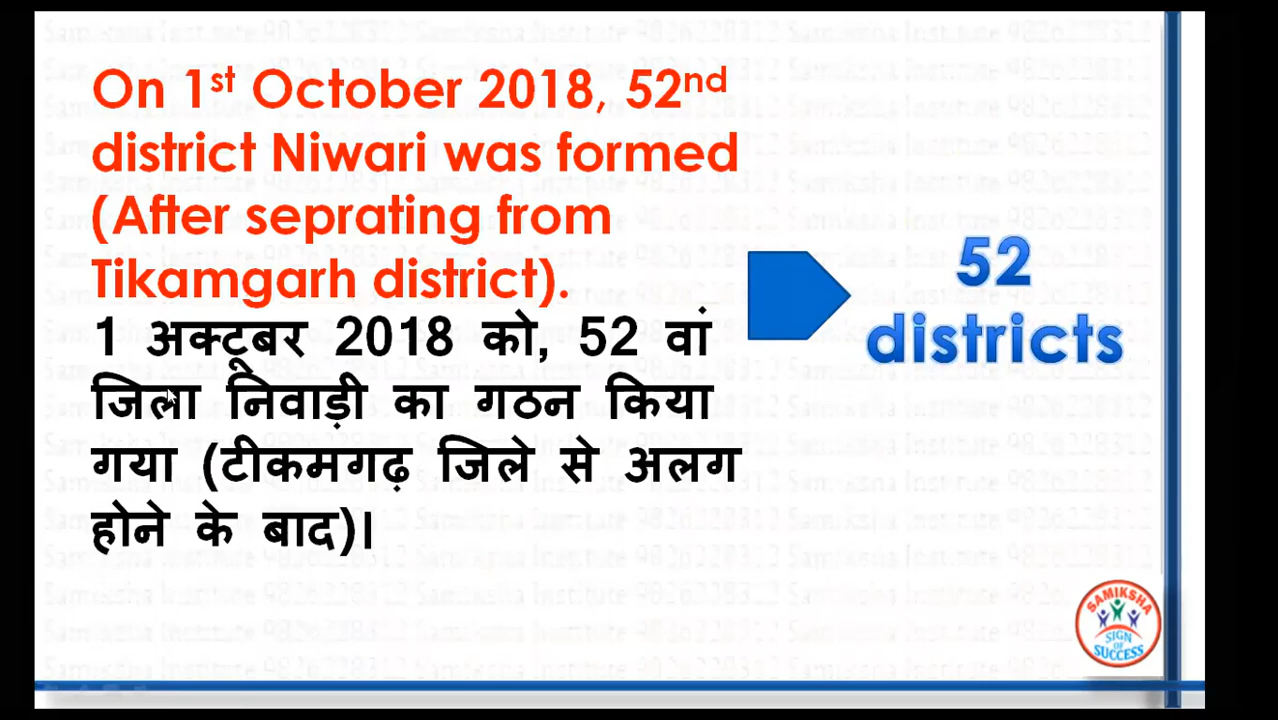 On 1st October 2018, 52nd
district Niwari was formed
(After seprating from
Tikamgarh district).
1 अक्टूबर 2018 को, 52 वां
जिला निवाड़ी का गठन किया
गया (टीकमगढ़ जिले से अलग
होने के बाद)।
52
districts
SAMIKSHA
SIGN
OF
SUCCESS